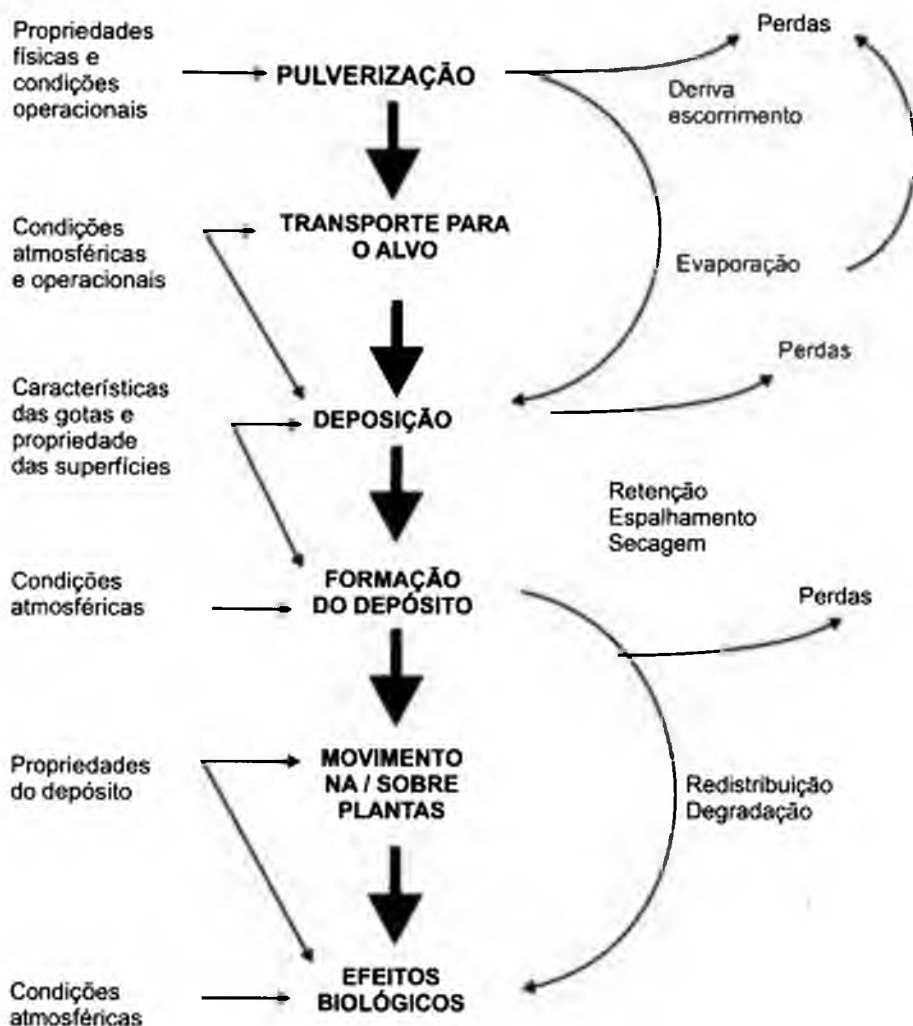 Propriedades
físicas e
condições
operacionais
PULVERIZAÇÃO
Perdas
Deriva
escorrimento
Condições
atmosféricas
e operacionais
TRANSPORTE PARA
O ALVO
Evaporação
Perdas
Características
das gotas e
propriedade
das superfícies
DEPOSIÇÃO
Retenção
Espalhamento
Secagem
Condições
atmosféricas
FORMAÇÃO
DO DEPÓSITO
Perdas
Propriedades
do depósito
MOVIMENTO
NA / SOBRE
PLANTAS
Redistribuição
Degradação
Condições
atmosféricas
EFEITOS
BIOLÓGICOS